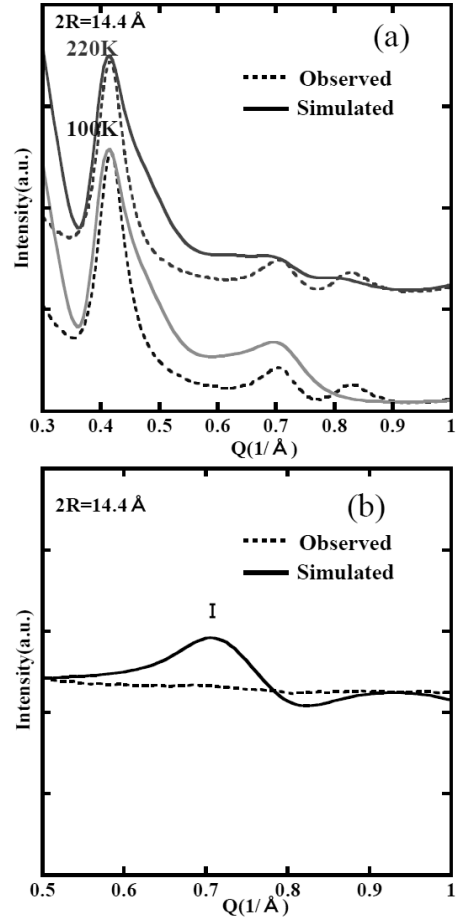 2R=14.4 Å
(a)
220K
Observed
Simulated
100K
Intensity(a.u.)
0.3 0.4 0.5 0.6 0.7 0.8 0.9 1
Q(1/Å)
2R=14.4 Å
(b)
Observed
Simulated
I
Intensity(a.u.)
0.5 0.6 0.7 0.8 0.9 1
Q(1/Å)